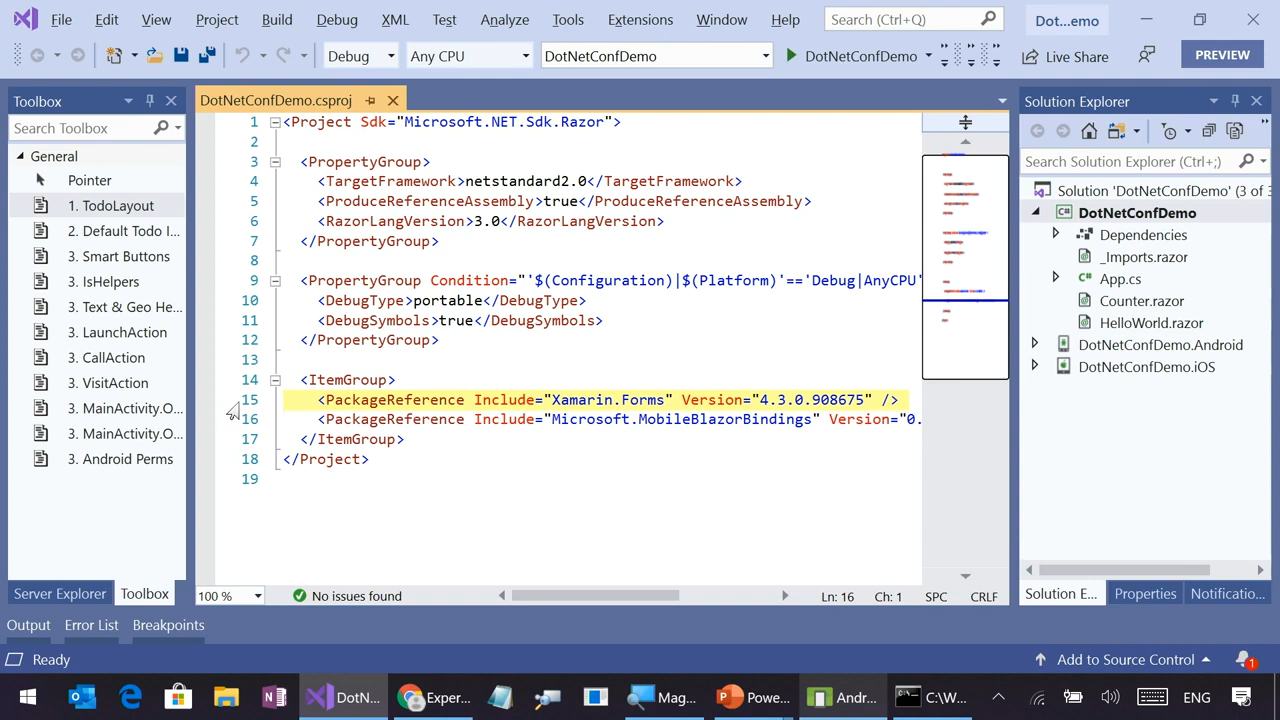 File Edit View Project Build Debug XML Test Analyze Tools Extensions Window Help Search (Ctrl+Q) Dot...emo
Debug Any CPU DotNetConfDemo DotNetConfDemo Live Share PREVIEW
Toolbox
Search Toolbox
General
Pointer
1. TodoLayout
2. Default Todo I...
3. Smart Buttons
3. IsHelpers
3. Text & Geo He...
3. LaunchAction
3. CallAction
3. VisitAction
3. MainActivity.O...
3. MainActivity.O...
3. Android Perms
Server Explorer Toolbox
DotNetConfDemo.csproj
1 <Project Sdk="Microsoft.NET.Sdk.Razor">
2
3 <PropertyGroup>
4 <TargetFramework>netstandard2.0</TargetFramework>
5 <ProduceReferenceAssembly>true</ProduceReferenceAssembly>
6 <RazorLangVersion>3.0</RazorLangVersion>
7 </PropertyGroup>
8
9 <PropertyGroup Condition="'$(Configuration)|$(Platform)'=='Debug|AnyCPU'
10 <DebugType>portable</DebugType>
11 <DebugSymbols>true</DebugSymbols>
12 </PropertyGroup>
13
14 <ItemGroup>
15 <PackageReference Include="Xamarin.Forms" Version="4.3.0.908675" />
16 <PackageReference Include="Microsoft.MobileBlazorBindings" Version="0.
17 </ItemGroup>
18 </Project>
19
100 % No issues found Ln: 16 Ch: 1 SPC CRLF
Solution Explorer
Search Solution Explorer (Ctrl+;)
Solution 'DotNetConfDemo' (3 of 3
DotNetConfDemo
Dependencies
_Imports.razor
App.cs
Counter.razor
HelloWorld.razor
DotNetConfDemo.Android
DotNetConfDemo.iOS
Solution E... Properties Notificatio...
Output Error List Breakpoints
Ready Add to Source Control 1
DotN... Exper... Mag... Powe... Andr... C:\W... ENG